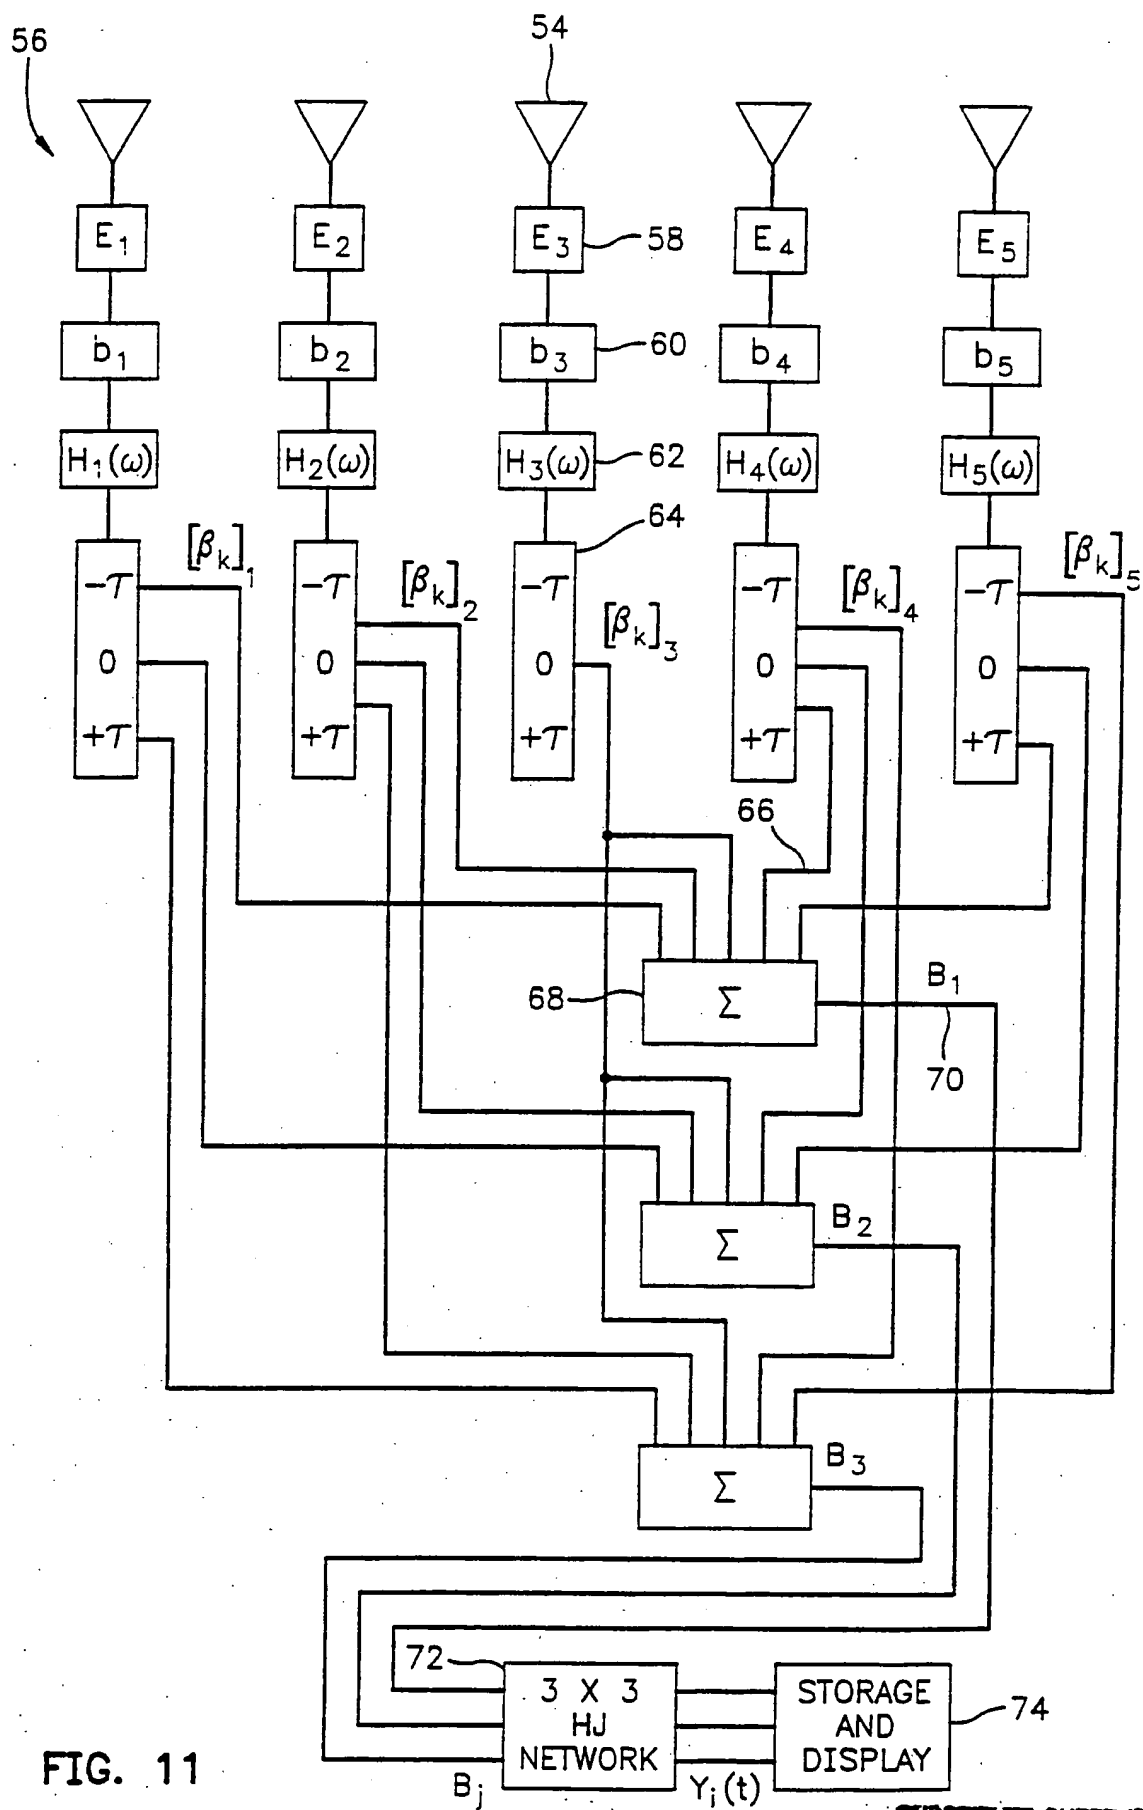 56
54
E₁
E₂
E₃
58
E₄
E₅
b₁
b₂
b₃
60
b₄
b₅
H₁(ω)
H₂(ω)
H₃(ω)
62
H₄(ω)
H₅(ω)
64
[βₖ]₁
[βₖ]₂
[βₖ]₃
[βₖ]₄
[βₖ]₅
-τ
0
+τ
-τ
0
+τ
-τ
0
+τ
-τ
0
+τ
-τ
0
+τ
66
68
Σ
B₁
70
Σ
B₂
Σ
B₃
72
3 X 3
HJ
NETWORK
STORAGE
AND
DISPLAY
74
Bⱼ
Yᵢ(t)
FIG. 11